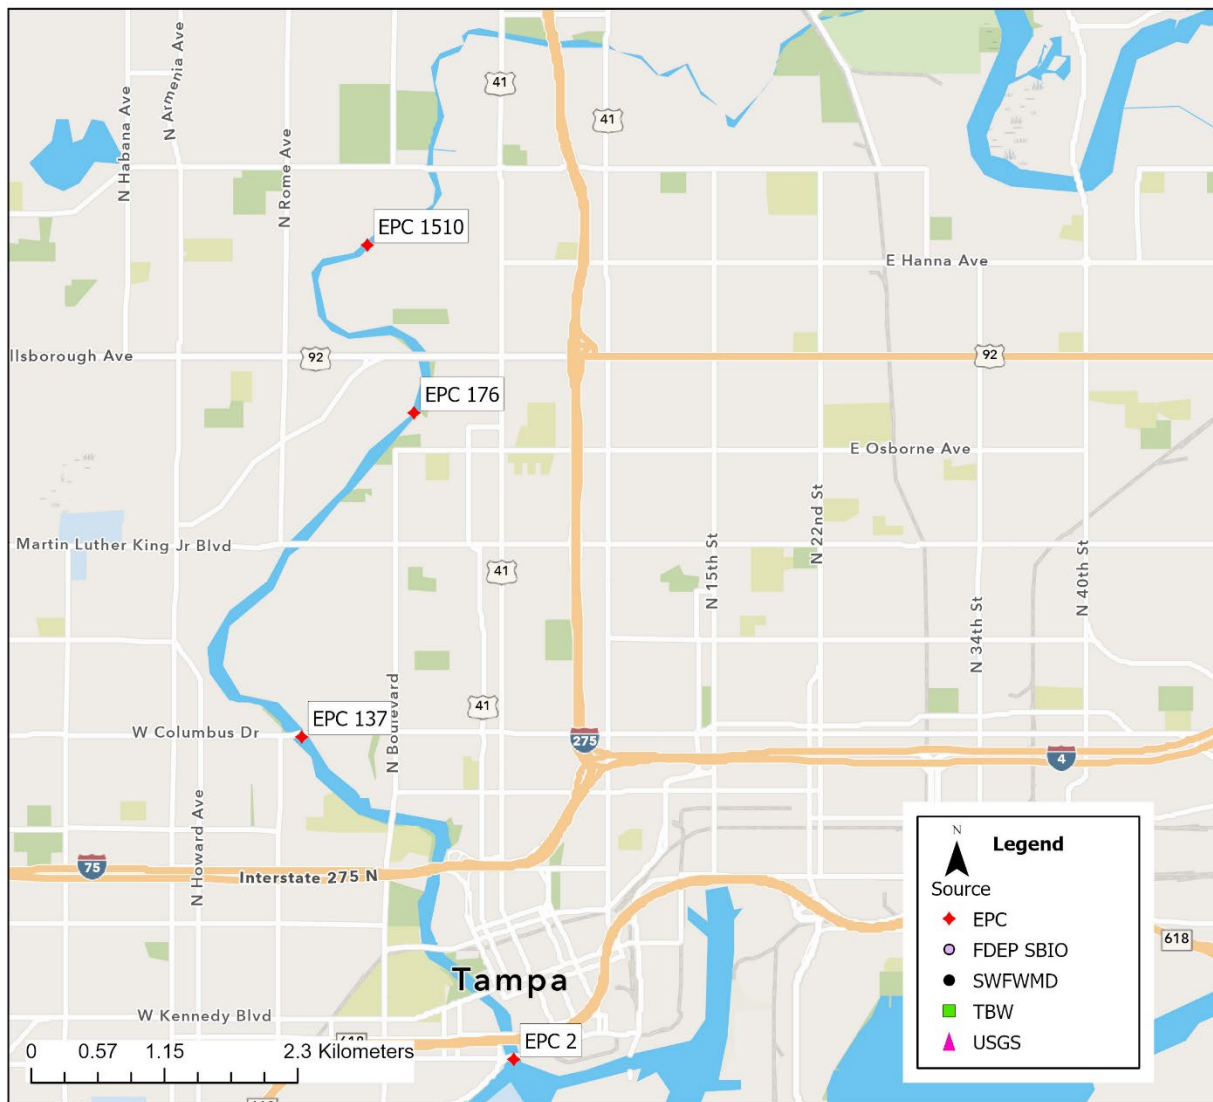 N Armenia Ave
N Habana Ave
N Rome Ave
41
41
EPC 1510
E Hanna Ave
llsborough Ave
92
92
EPC 176
E Osborne Ave
N 22nd St
Martin Luther King Jr Blvd
41
N 15th St
N 40th St
N 34th St
N Boulevard
41
EPC 137
W Columbus Dr
275
4
N Howard Ave
75
Interstate 275 N
N
Legend
Source
EPC
FDEP SBIO
SWFWMD
TBW
USGS
618
Tampa
W Kennedy Blvd
618
EPC 2
0 0.57 1.15 2.3 Kilometers